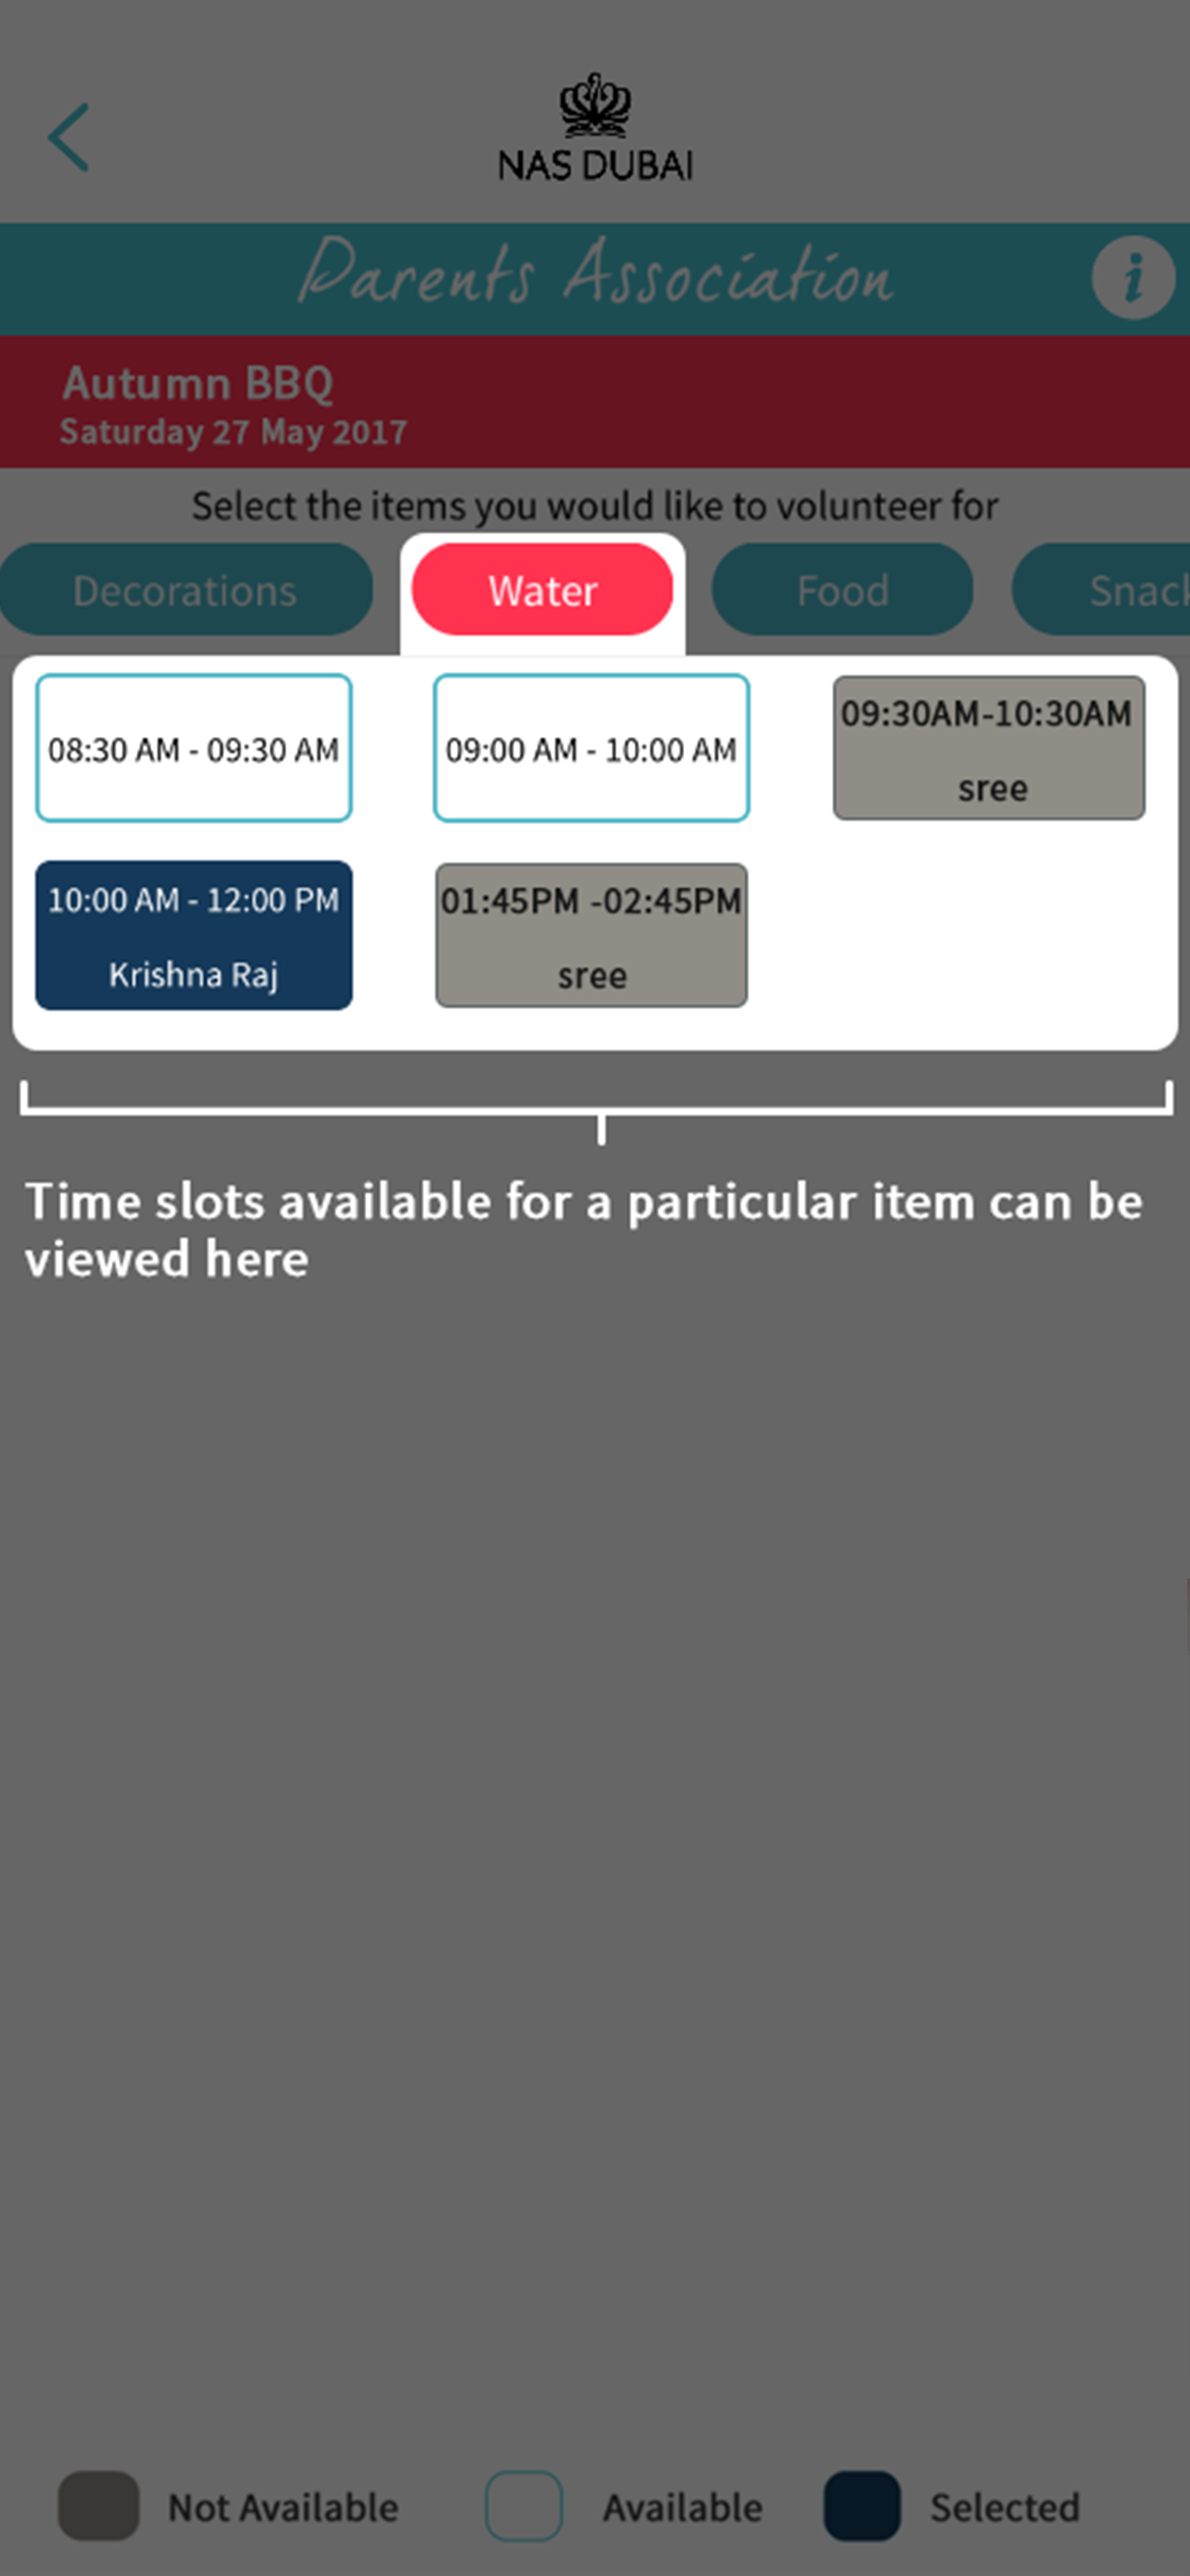 NAS DUBAI
Parents Association
i
Autumn BBQ
Saturday 27 May 2017
Select the items you would like to volunteer for
Decorations Water Food Snack
08:30 AM - 09:30 AM 09:00 AM - 10:00 AM 09:30AM-10:30AM
sree
10:00 AM - 12:00 PM 01:45PM -02:45PM
Krishna Raj sree
Time slots available for a particular item can be
viewed here
Not Available Available Selected